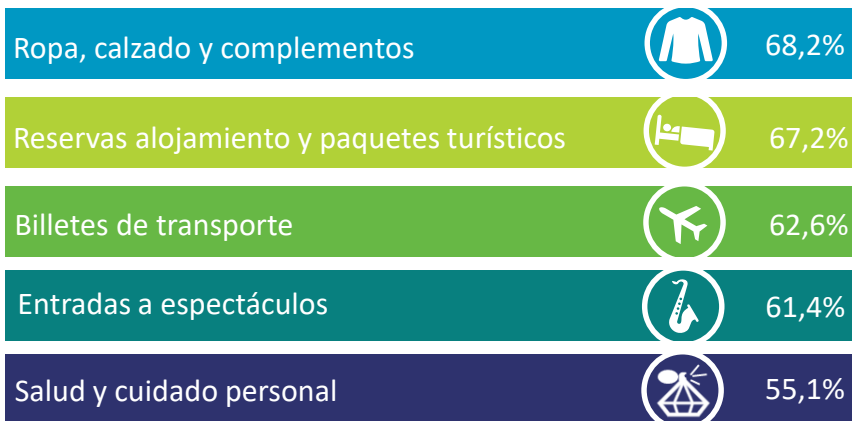 Ropa, calzado y complementos 68,2%
Reservas alojamiento y paquetes turísticos 67,2%
Billetes de transporte 62,6%
Entradas a espectáculos 61,4%
Salud y cuidado personal 55,1%